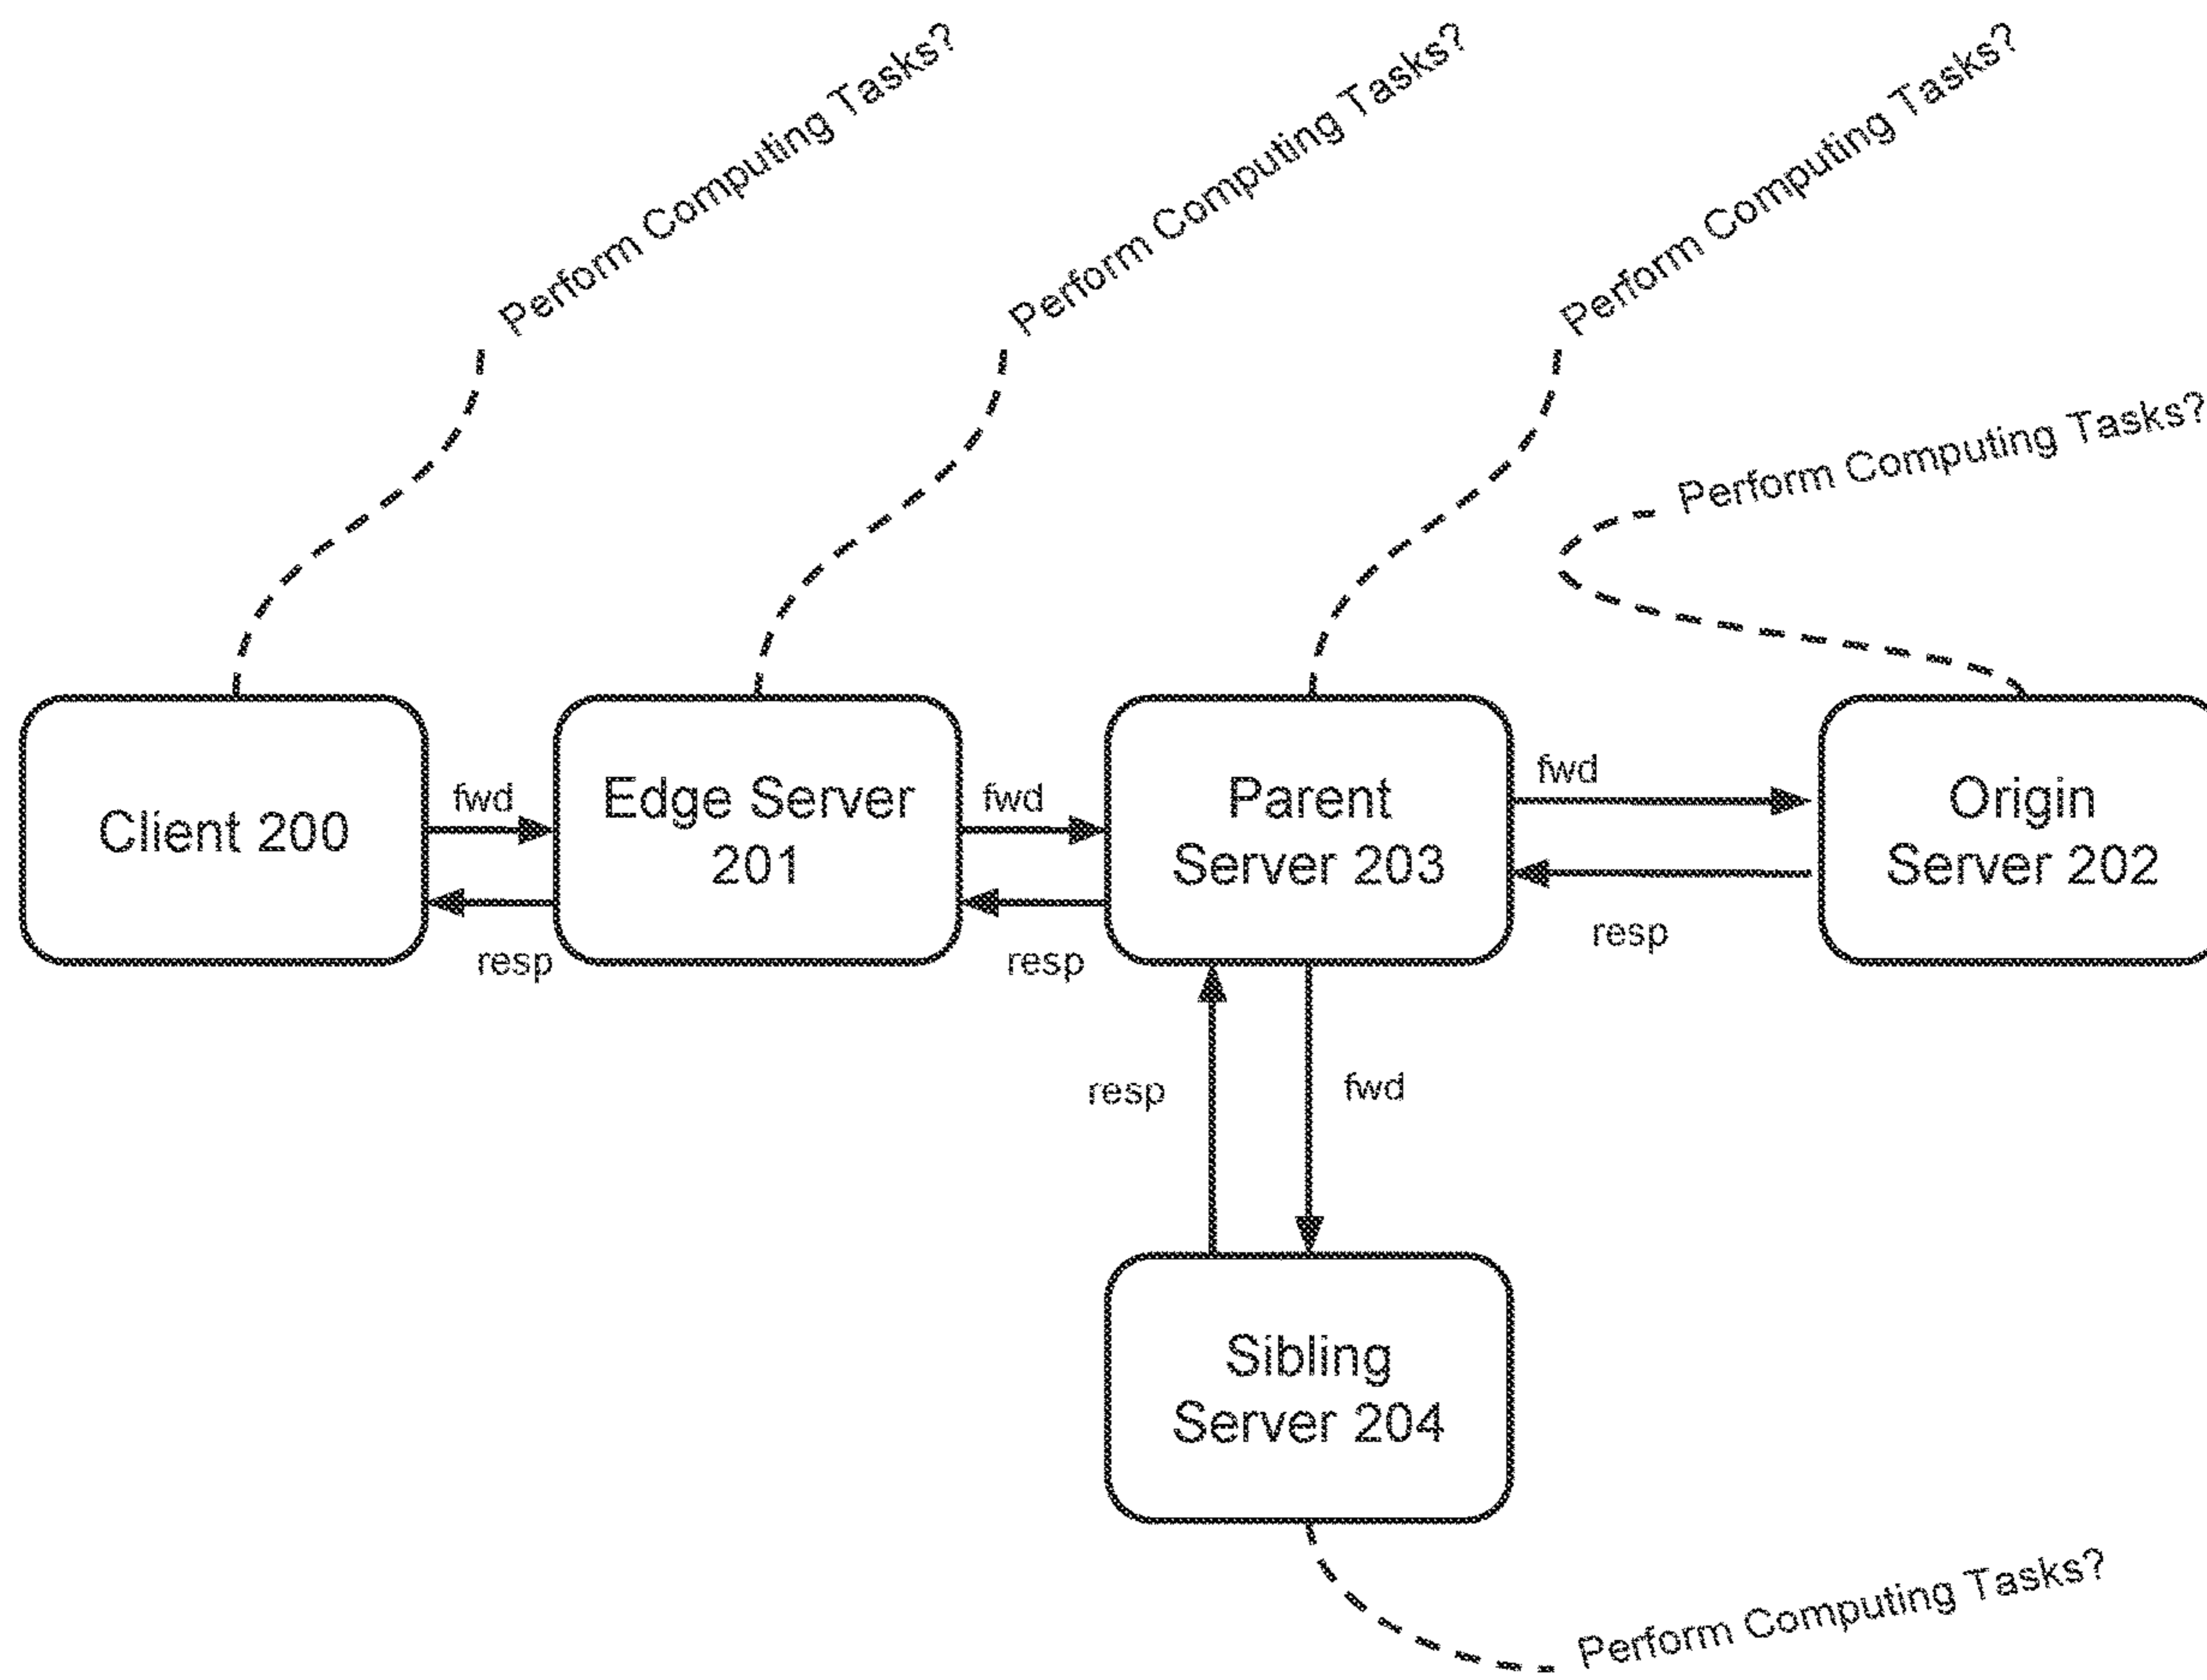 Perform Computing Tasks?
Perform Computing Tasks?
Perform Computing Tasks?
Perform Computing Tasks?
Client 200
fwd
resp
Edge Server
201
fwd
resp
Parent
Server 203
fwd
resp
Origin
Server 202
resp
fwd
Sibling
Server 204
Perform Computing Tasks?